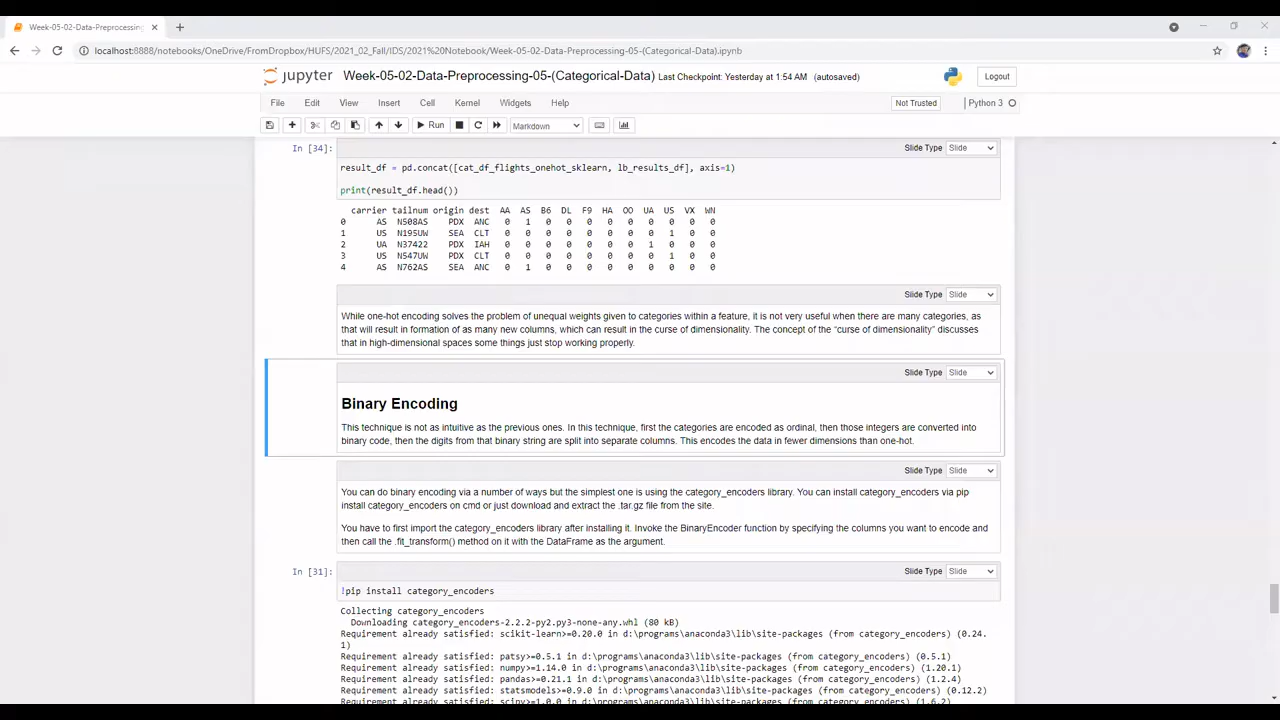 Week-05-02-Data-Preprocessing-
localhost:8888/notebooks/OneDrive/FromDropbox/HUFS/2021_02_Fall/IDS/2021%20Notebook/Week-05-02-Data-Preprocessing-05-(Categorical-Data).ipynb
jupyter Week-05-02-Data-Preprocessing-05-(Categorical-Data) Last Checkpoint: Yesterday at 1:54 AM (autosaved) Logout
File Edit View Insert Cell Kernel Widgets Help Not Trusted Python 3
Run Markdown
In [34]: Slide Type Slide
result_df = pd.concat([cat_df_flights_onehot_sklearn, lb_results_df], axis=1)
print(result_df.head())
carrier tailnum origin dest AA AS B6 DL F9 HA OO UA US VX WN
0 AS N508AS PDX ANC 0 1 0 0 0 0 0 0 0 0 0
1 US N195UW SEA CLT 0 0 0 0 0 0 0 0 1 0 0
2 UA N37422 PDX IAH 0 0 0 0 0 0 0 1 0 0 0
3 US N547UW PDX CLT 0 0 0 0 0 0 0 0 1 0 0
4 AS N762AS SEA ANC 0 1 0 0 0 0 0 0 0 0 0
Slide Type Slide
While one-hot encoding solves the problem of unequal weights given to categories within a feature, it is not very useful when there are many categories, as
that will result in formation of as many new columns, which can result in the curse of dimensionality. The concept of the “curse of dimensionality” discusses
that in high-dimensional spaces some things just stop working properly.
Slide Type Slide
Binary Encoding
This technique is not as intuitive as the previous ones. In this technique, first the categories are encoded as ordinal, then those integers are converted into
binary code, then the digits from that binary string are split into separate columns. This encodes the data in fewer dimensions than one-hot.
Slide Type Slide
You can do binary encoding via a number of ways but the simplest one is using the category_encoders library. You can install category_encoders via pip
install category_encoders on cmd or just download and extract the .tar.gz file from the site.
You have to first import the category_encoders library after installing it. Invoke the BinaryEncoder function by specifying the columns you want to encode and
then call the .fit_transform() method on it with the DataFrame as the argument.
In [31]: Slide Type Slide
!pip install category_encoders
Collecting category_encoders
Downloading category_encoders-2.2.2-py2.py3-none-any.whl (80 kB)
Requirement already satisfied: scikit-learn>=0.20.0 in d:\programs\anaconda3\lib\site-packages (from category_encoders) (0.24.
1)
Requirement already satisfied: patsy>=0.5.1 in d:\programs\anaconda3\lib\site-packages (from category_encoders) (0.5.1)
Requirement already satisfied: numpy>=1.14.0 in d:\programs\anaconda3\lib\site-packages (from category_encoders) (1.20.1)
Requirement already satisfied: pandas>=0.21.1 in d:\programs\anaconda3\lib\site-packages (from category_encoders) (1.2.4)
Requirement already satisfied: statsmodels>=0.9.0 in d:\programs\anaconda3\lib\site-packages (from category_encoders) (0.12.2)
Requirement already satisfied: scipy>=1.0.0 in d:\programs\anaconda3\lib\site-packages (from category_encoders) (1.6.2)